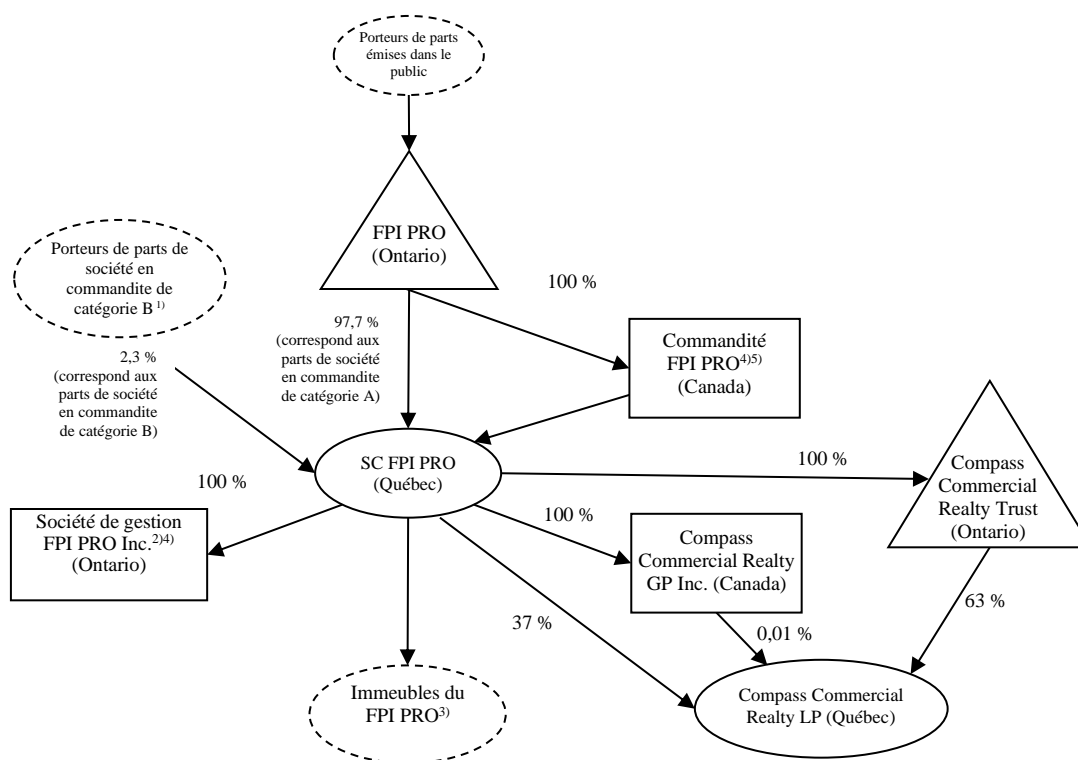 Porteurs de parts
émises dans le
public
FPI PRO
(Ontario)
Porteurs de parts de
société en
commandite de
catégorie B 1)
100 %
97,7 %
(correspond aux
parts de société
en commandite
de catégorie A)
Commandité
FPI PRO4)5)
(Canada)
2,3 %
(correspond aux
parts de société
en commandite
de catégorie B)
SC FPI PRO
(Québec)
100 %
Compass
Commercial
Realty Trust
(Ontario)
100 %
Société de gestion
FPI PRO Inc.2)4)
(Ontario)
100 %
Compass
Commercial Realty
GP Inc. (Canada)
37 %
63 %
0,01 %
Immeubles du
FPI PRO3)
Compass Commercial
Realty LP (Québec)